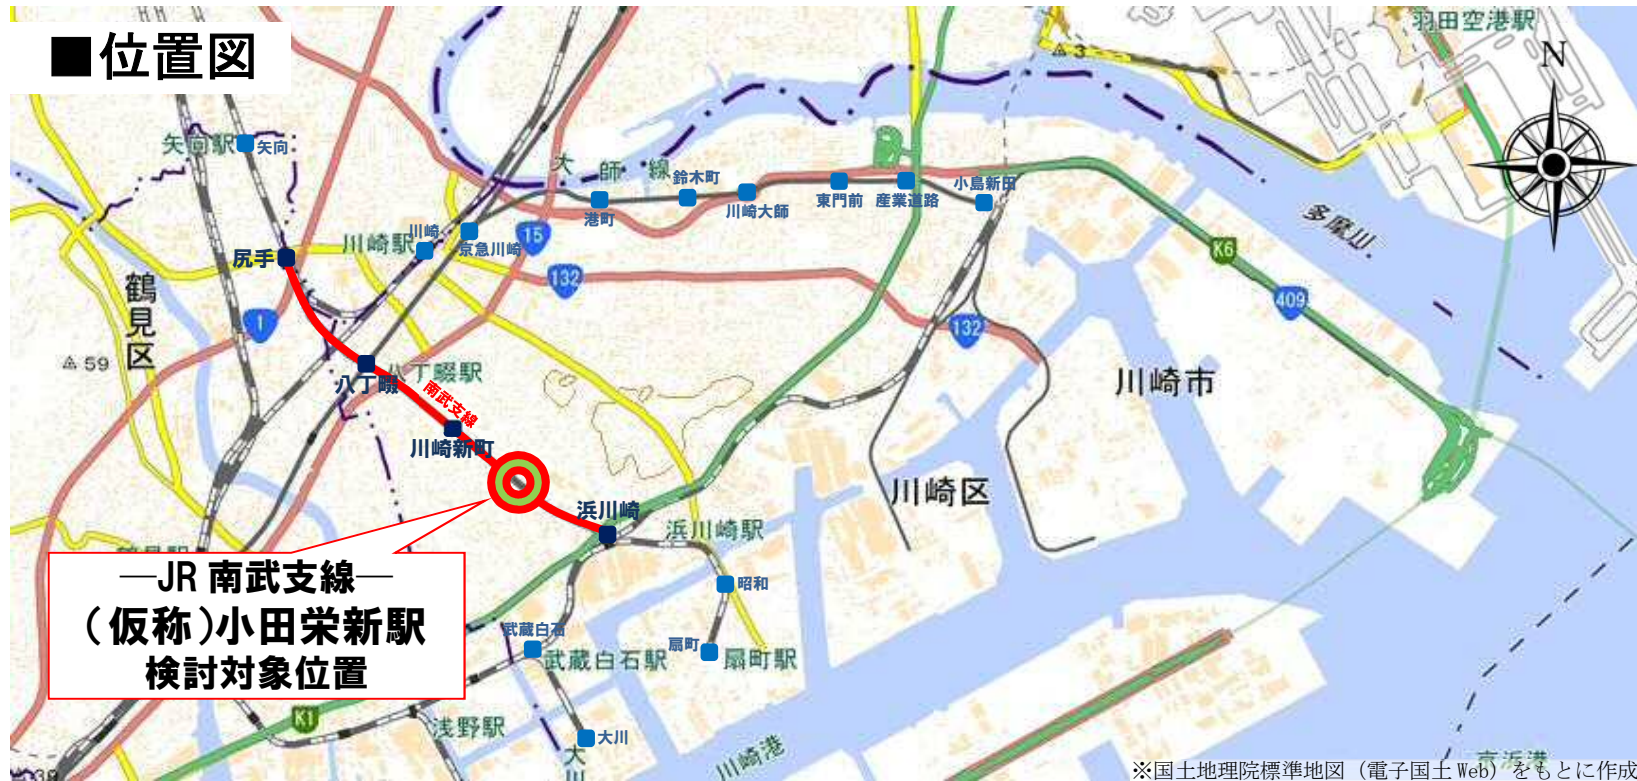 ■位置図
羽田空港駅
N
3
矢向駅
矢向
大師線
鈴木町
港町
川崎大師
東門前
産業道路
小島新田
多摩川
川崎駅
川崎
京急川崎
15
132
K6
409
尻手
鶴見区
1
59
132
八丁畷駅
八丁畷
南武支線
川崎新町
川崎市
川崎区
浜川崎
浜川崎駅
―JR 南武支線―
（仮称）小田栄新駅
検討対象位置
昭和
武蔵白石
武蔵白石駅
扇町
扇町駅
K1
浅野駅
大川
大川
川崎港
京浜港
※国土地理院標準地図（電子国土 Web）をもとに作成